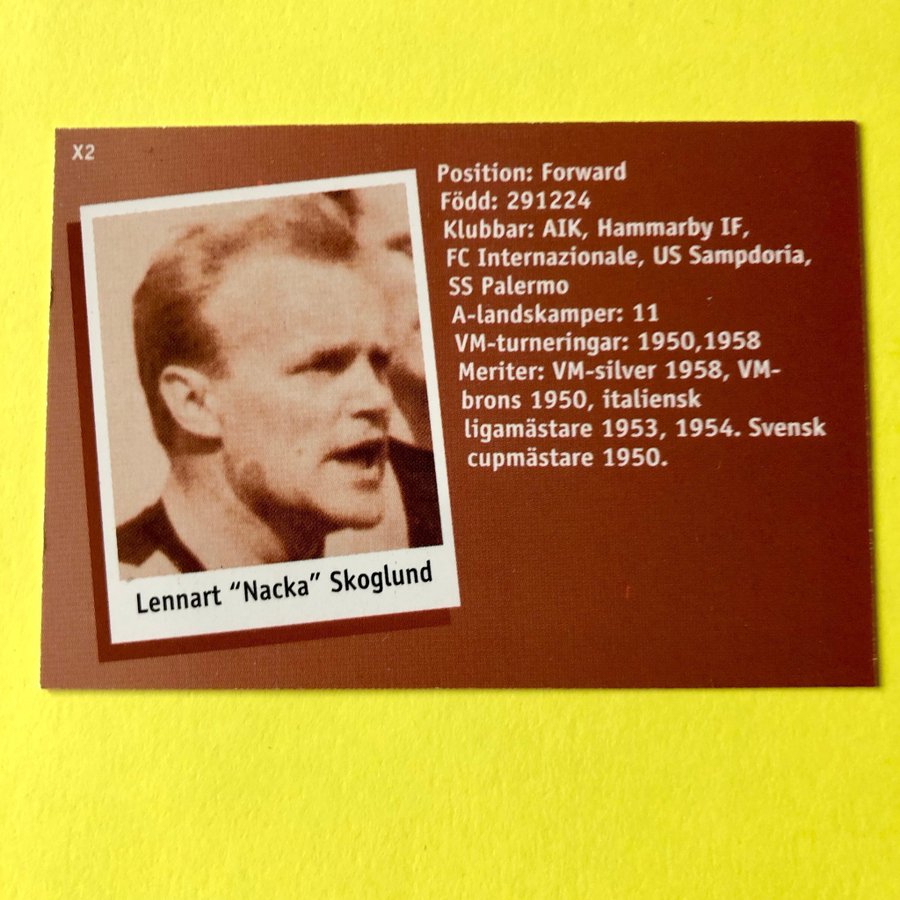 X2
Position: Forward
Född: 291224
Klubbar: AIK, Hammarby IF,
FC Internazionale, US Sampdoria,
SS Palermo
A-landskamper: 11
VM-turneringar: 1950,1958
Meriter: VM-silver 1958, VM-
brons 1950, italiensk
ligamästare 1953, 1954. Svensk
cupmästare 1950.
Lennart “Nacka” Skoglund